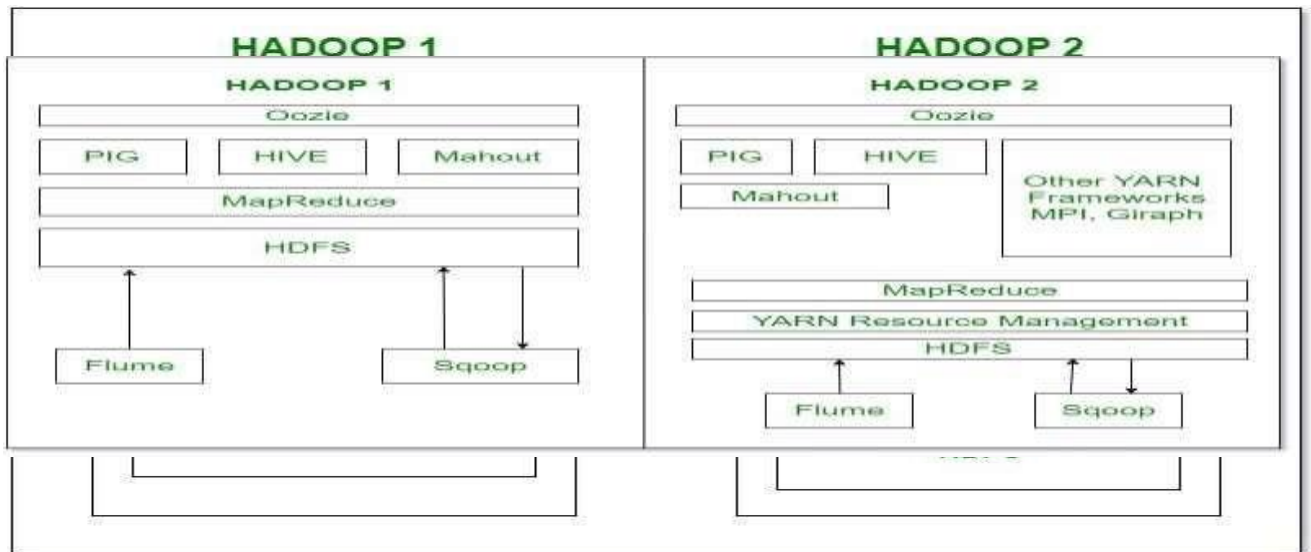 HADOOP 1
HADOOP 2
HADOOP 1
Oozie
PIG
HIVE
Mahout
MapReduce
HDFS
Flume
Sqoop
HADOOP 2
Oozie
PIG
HIVE
Mahout
Other YARN
Frameworks
MPI, Giraph
MapReduce
YARN Resource Management
HDFS
Flume
Sqoop